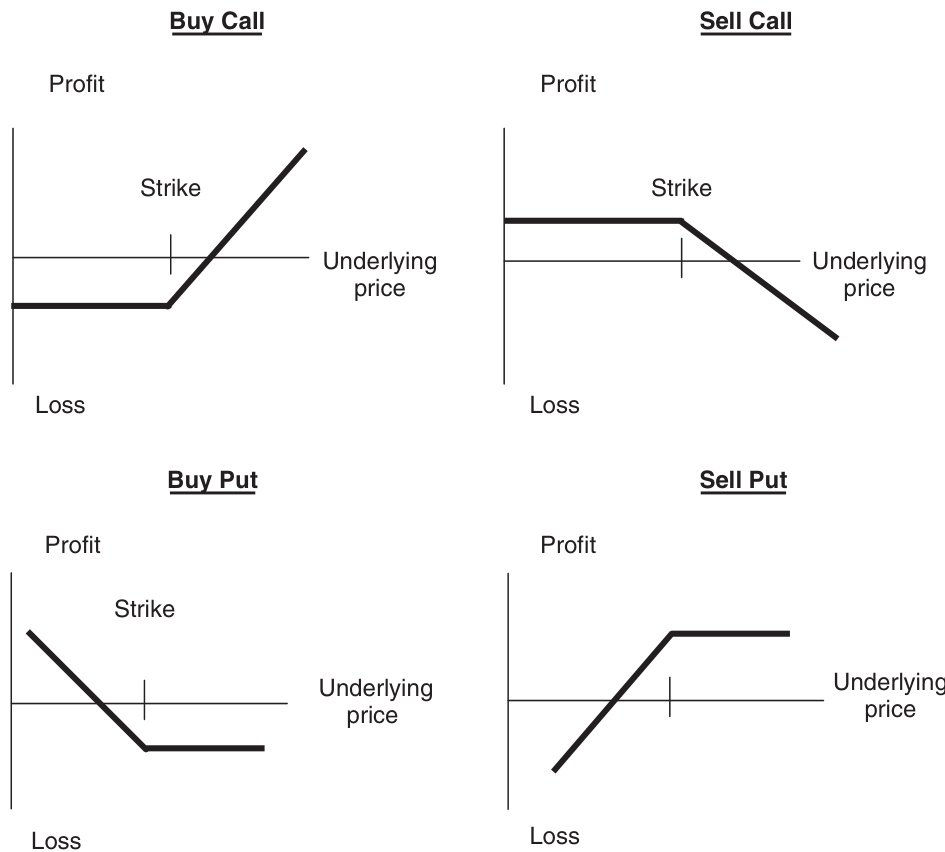 Buy Call
Profit
Strike
Underlying
price
Loss
Sell Call
Profit
Strike
Underlying
price
Loss
Buy Put
Profit
Strike
Underlying
price
Loss
Sell Put
Profit
Underlying
price
Loss